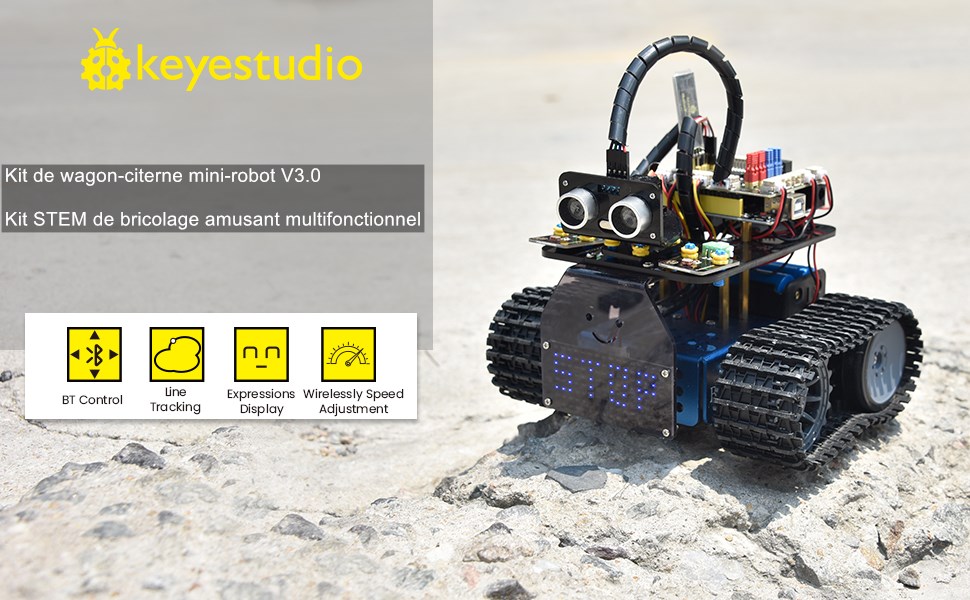 keyestudio
Kit de wagon-citerne mini-robot V3.0
Kit STEM de bricolage amusant multifonctionnel
BT Control
Line
Tracking
Expressions
Display
Wirelessly Speed
Adjustment
STOP